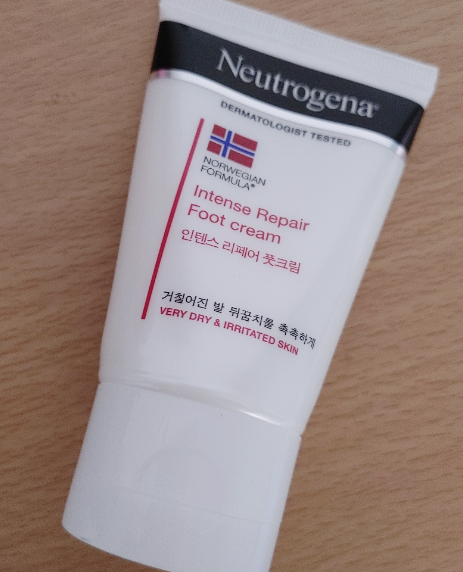 Neutrogena®
DERMATOLOGIST TESTED
NORWEGIAN
FORMULA®
Intense Repair
Foot cream
인텐스 리페어 풋크림
거칠어진 발 뒤꿈치를 촉촉하게
VERY DRY & IRRITATED SKIN